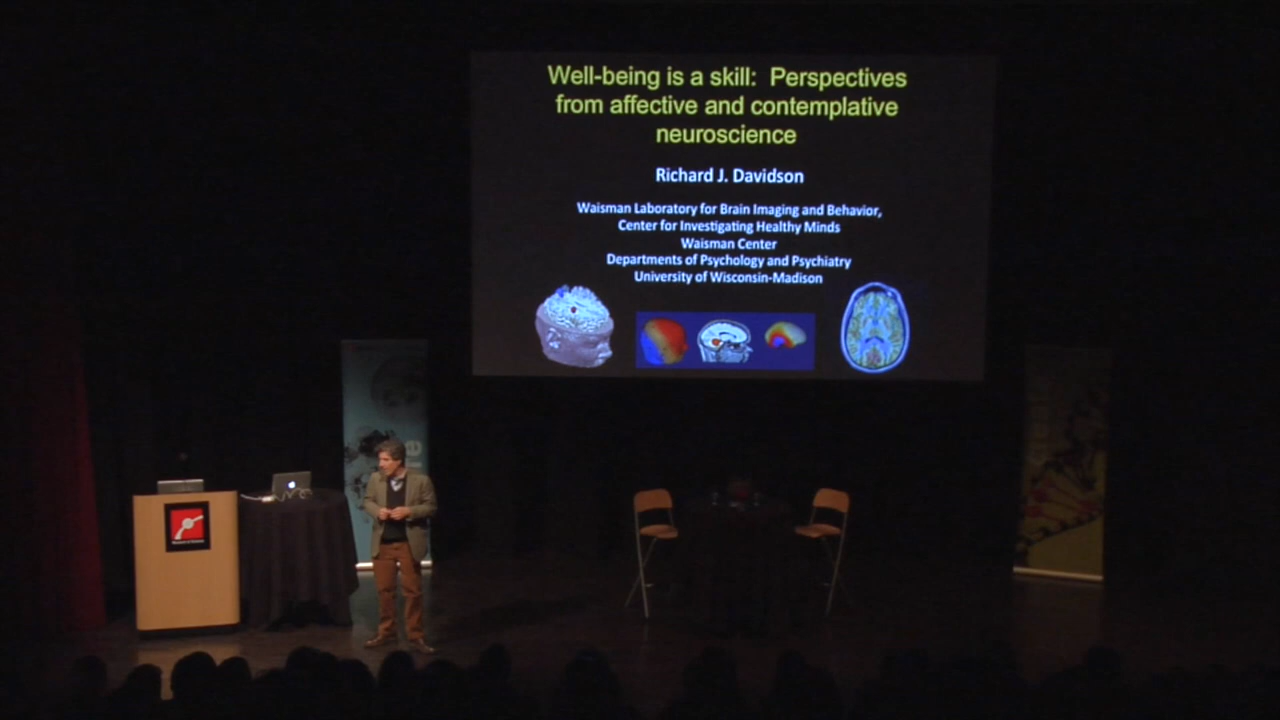 Well-being is a skill: Perspectives
from affective and contemplative
neuroscience
Richard J. Davidson
Waisman Laboratory for Brain Imaging and Behavior,
Center for Investigating Healthy Minds
Waisman Center
Departments of Psychology and Psychiatry
University of Wisconsin-Madison